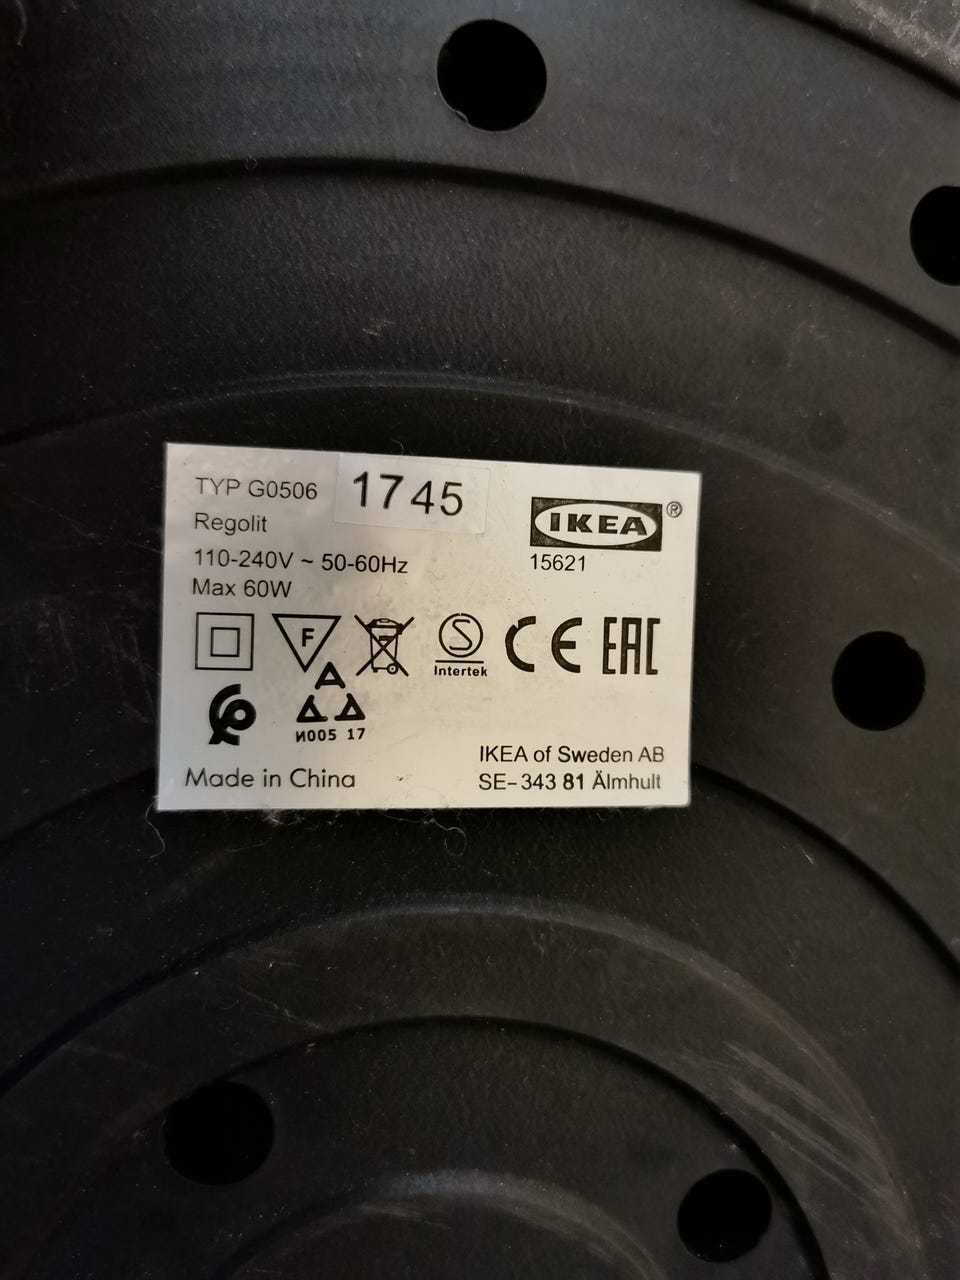 TYP G0506
1745
Regolit
110-240V ~ 50-60Hz
Max 60W
IKEA®
15621
F
S
Intertek
CE
EAC
И005 17
Made in China
IKEA of Sweden AB
SE-343 81 Älmhult